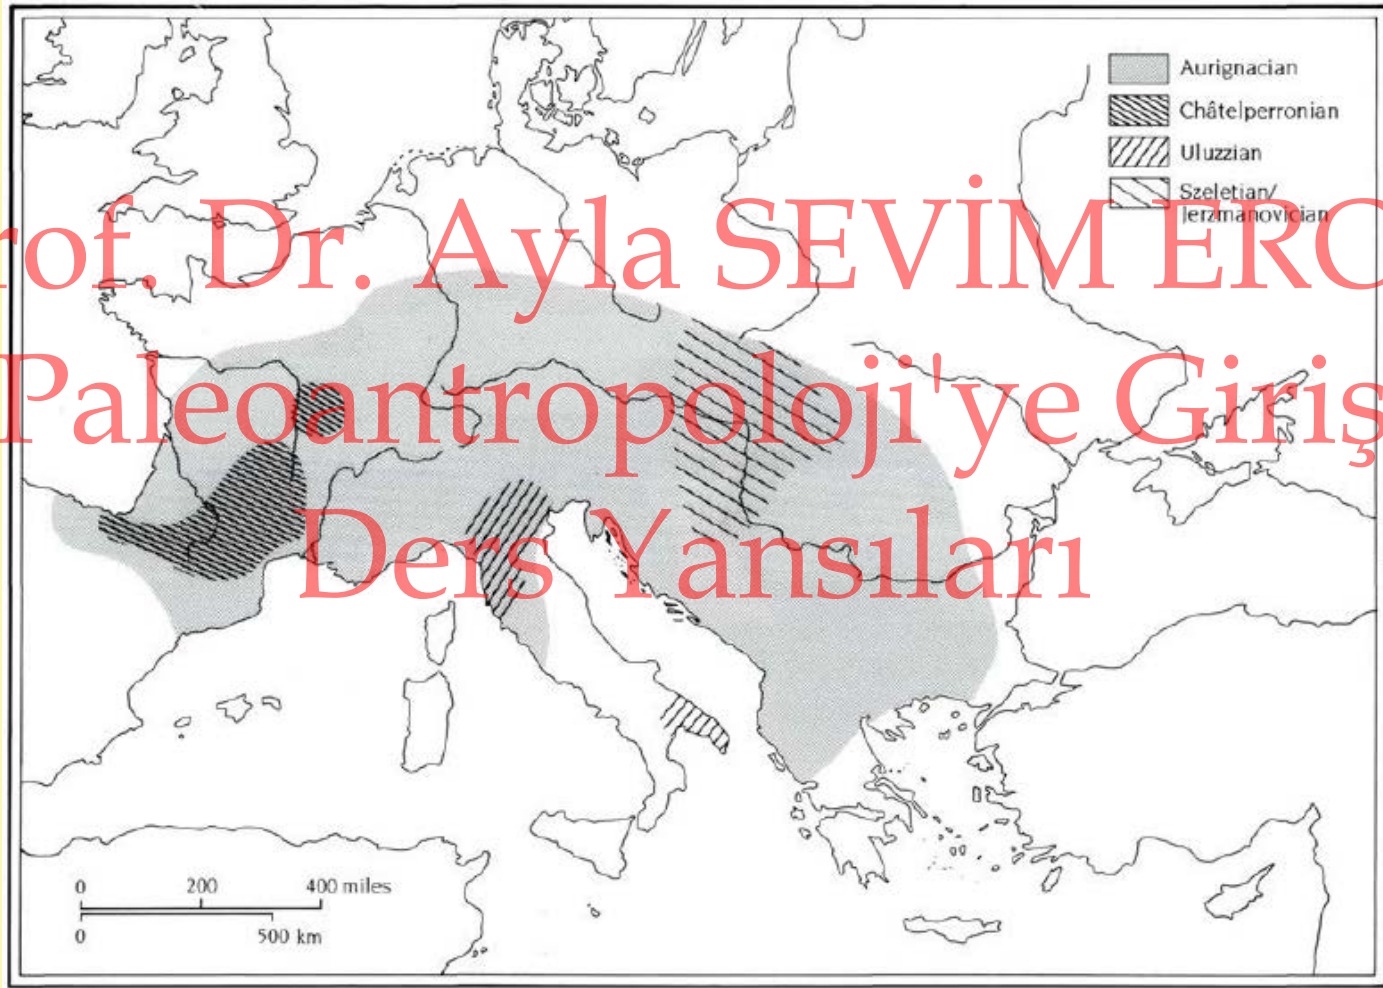 Aurignacian
Châtelperronian
Uluzzian
Szeletian/
Jerzmanovician
rof. Dr. Ayla SEVİM ERO
Paleoantropoloji'ye Giriş
Ders Yansıları
0 200 400 miles
0 500 km